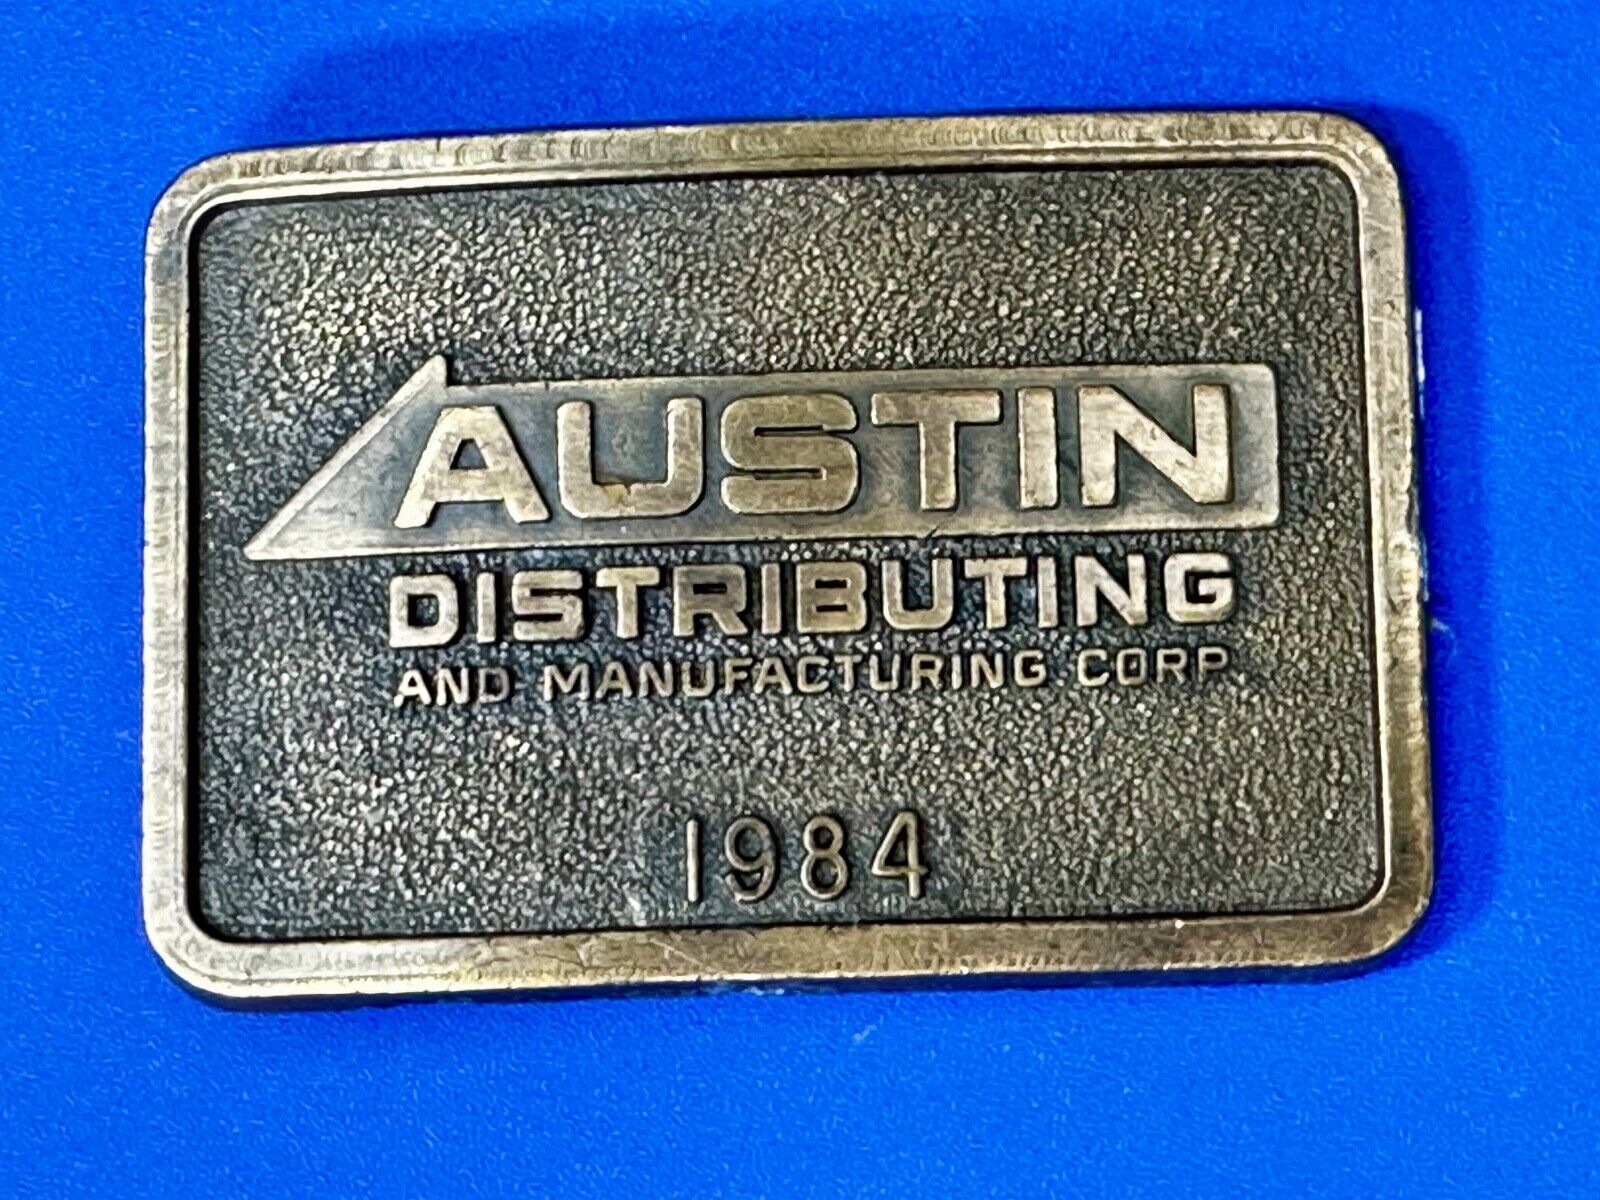 AUSTIN
DISTRIBUTING
AND MANUFACTURING CORP
1984